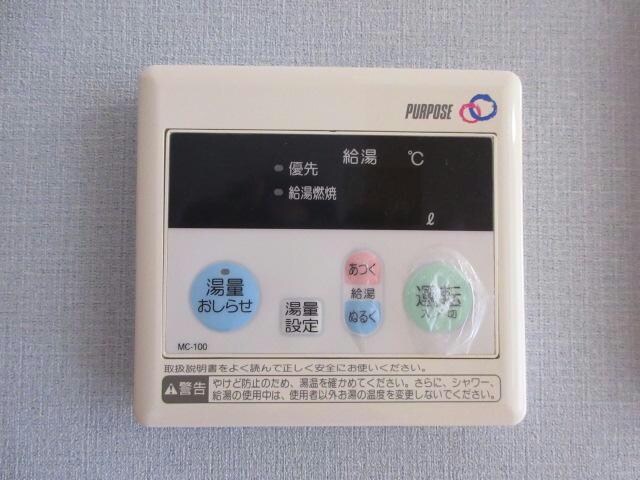 PURPOSE
給湯 ℃
優先
給湯燃焼
ℓ
湯量
おしらせ
湯量
設定
あつく
給湯
ぬるく
運転
入/切
MC-100
取扱説明書をよく読んで正しく安全にお使いください。
警告
やけど防止のため、湯温を確かめてください。さらに、シャワー、
給湯の使用中は、使用者以外お湯の温度を変更しないでください。